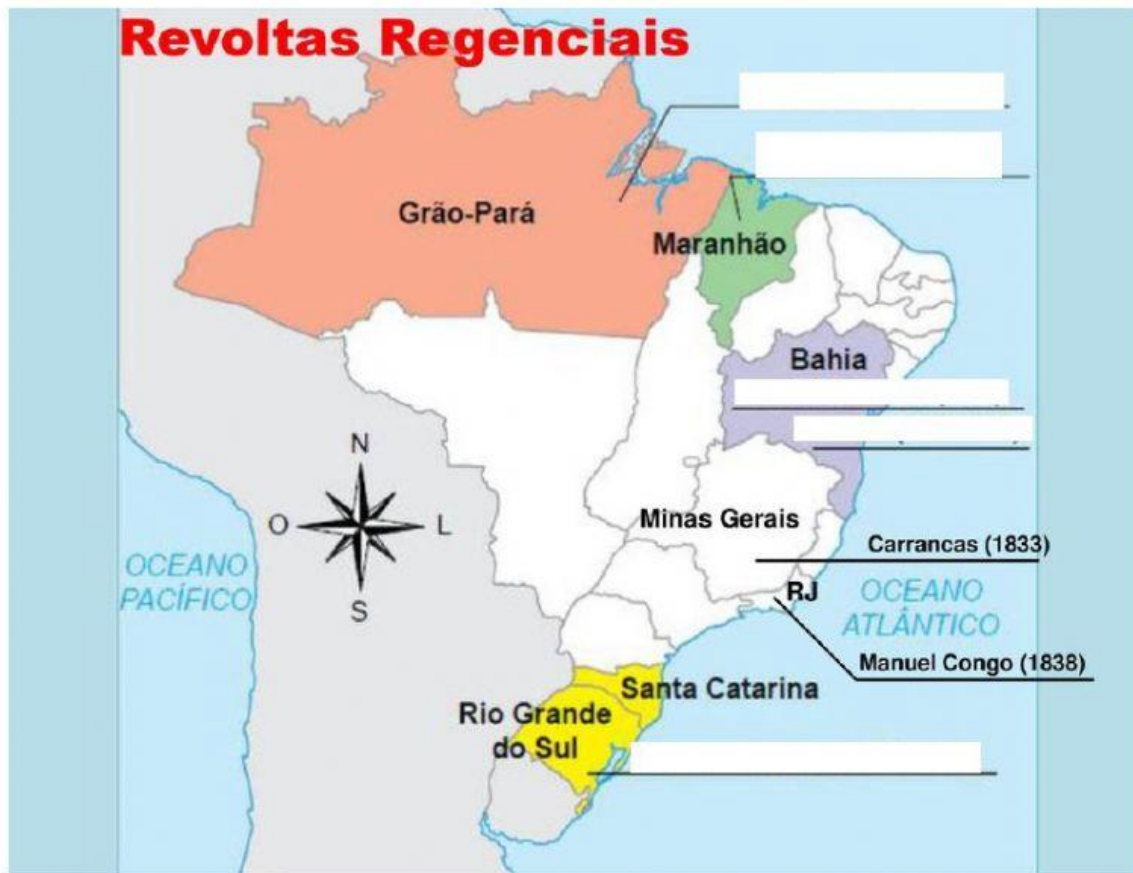 Revoltas Regenciais
Grão-Pará
Maranhão
Bahia
Minas Gerais
Carrancas (1833)
RJ
Manuel Congo (1838)
N
O
L
S
OCEANO
PACÍFICO
OCEANO
ATLÂNTICO
Santa Catarina
Rio Grande
do Sul